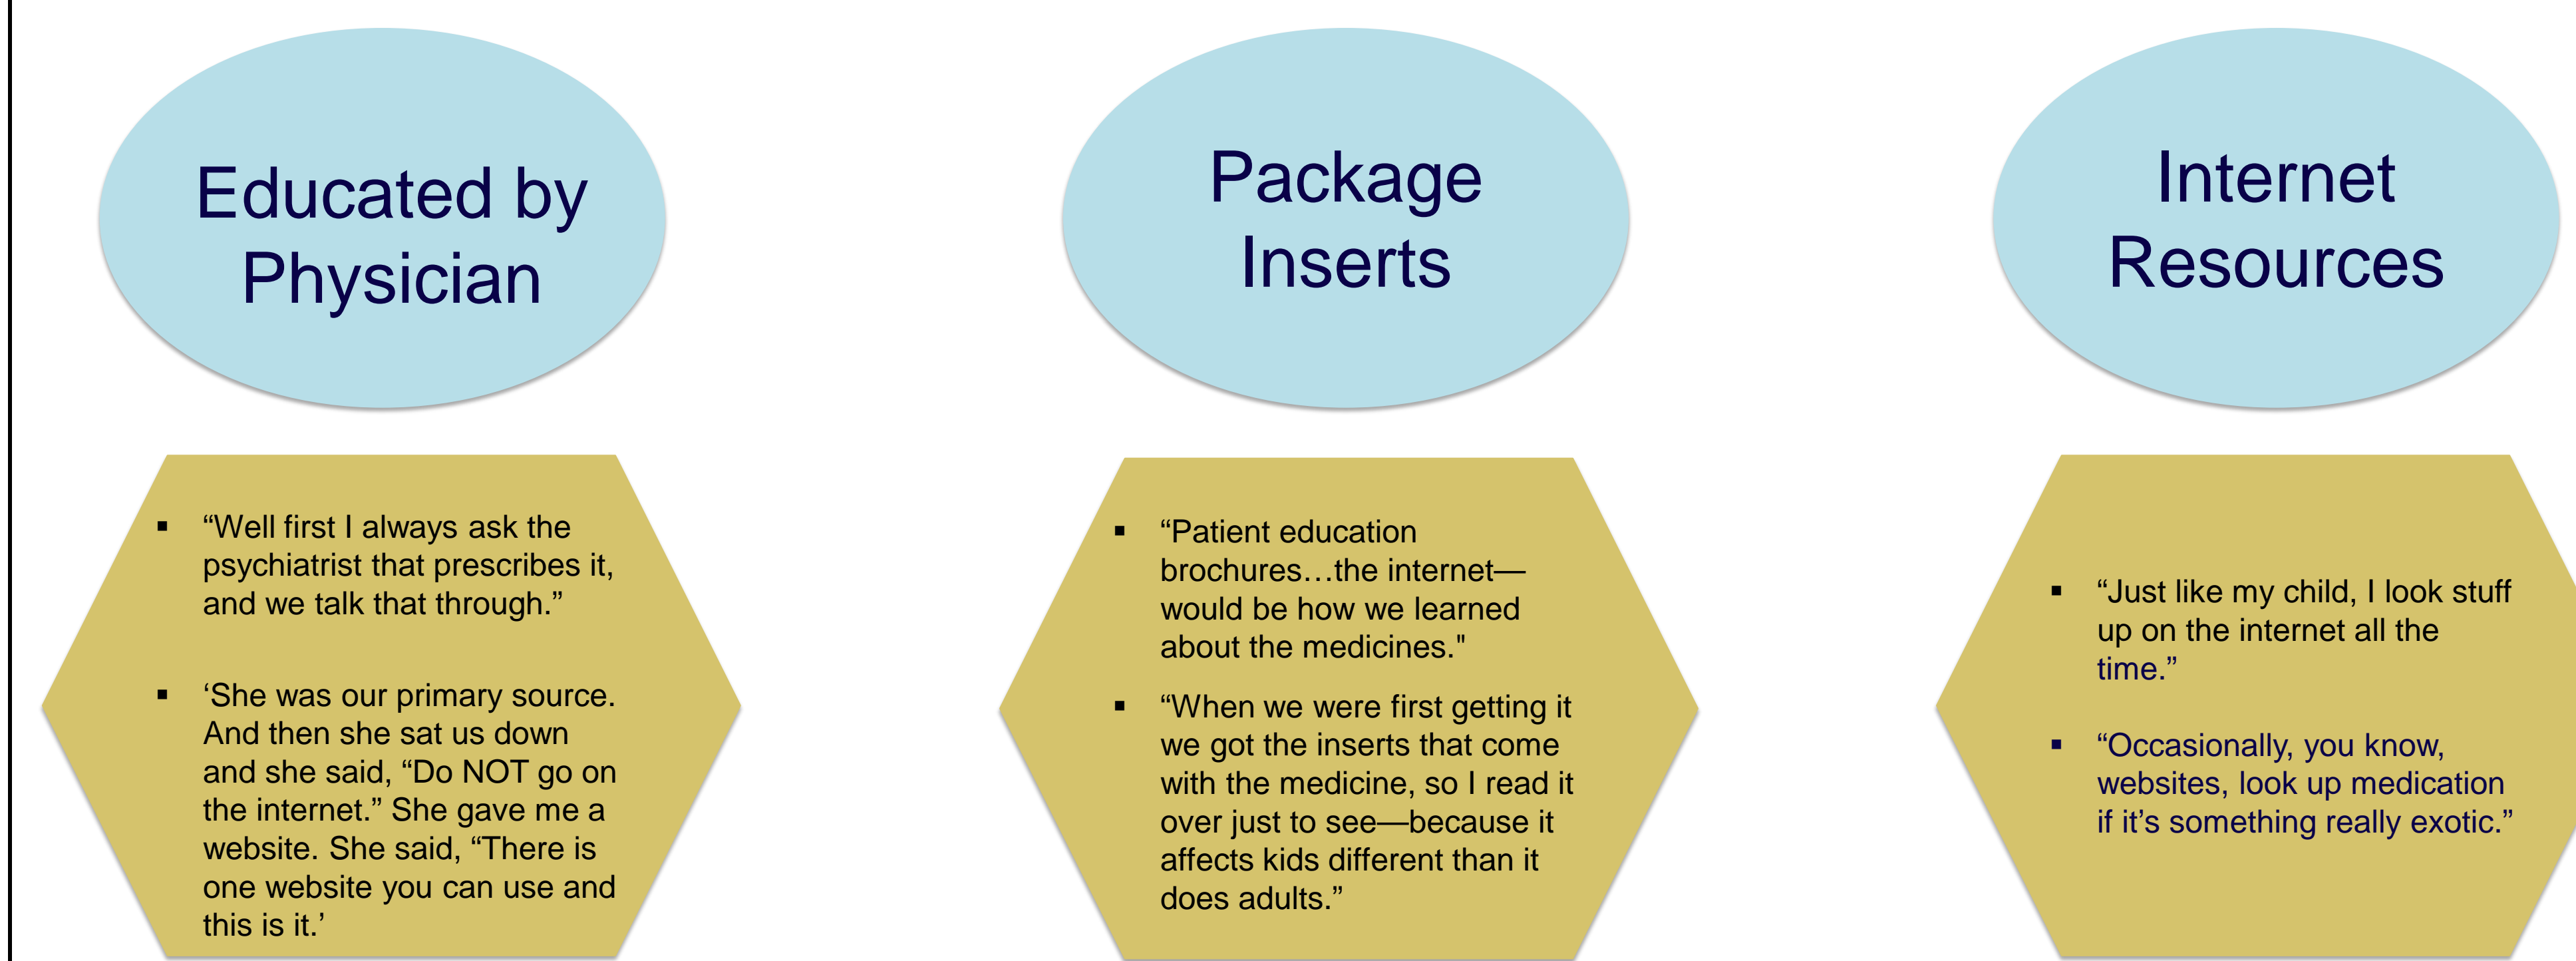 Educated by
Physician
▪ “Well first I always ask the
psychiatrist that prescribes it,
and we talk that through.”
▪ ‘She was our primary source.
And then she sat us down
and she said, “Do NOT go on
the internet.” She gave me a
website. She said, “There is
one website you can use and
this is it.’
Package
Inserts
▪ “Patient education
brochures…the internet—
would be how we learned
about the medicines."
▪ “When we were first getting it
we got the inserts that come
with the medicine, so I read it
over just to see—because it
affects kids different than it
does adults.”
Internet
Resources
▪ “Just like my child, I look stuff
up on the internet all the
time.”
▪ “Occasionally, you know,
websites, look up medication
if it’s something really exotic.”